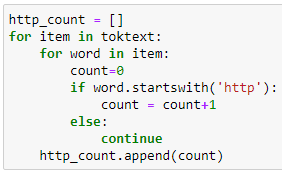 http_count = []
for item in toktext:
    for word in item:
        count=0
        if word.startswith('http'):
            count = count+1
        else:
            continue
    http_count.append(count)